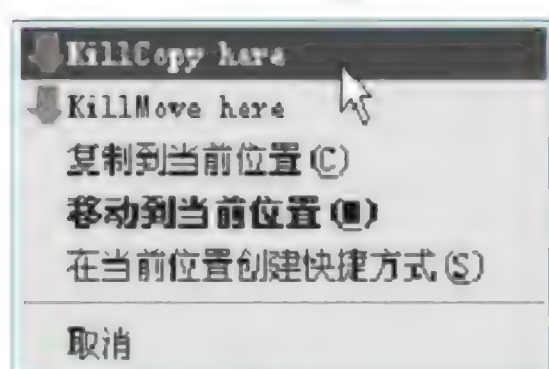 KillCopy here
KillMove here
复制到当前位置(C)
移动到当前位置(M)
在当前位置创建快捷方式(S)
取消